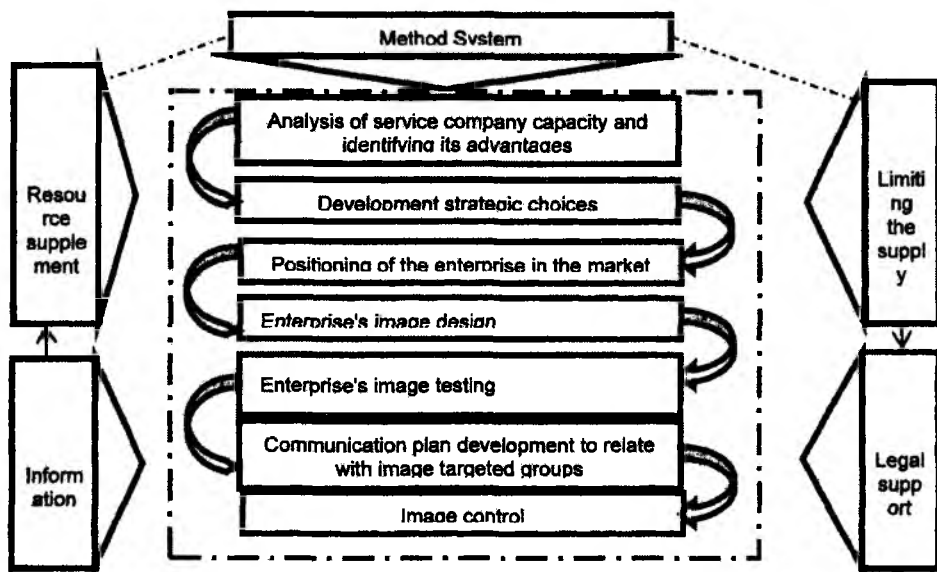 Method System
Analysis of service company capacity and
identifying its advantages
Development strategic choices
Positioning of the enterprise in the market
Enterprise's image design
Enterprise's image testing
Communication plan development to relate
with image targeted groups
Image control
Resou
rce
supple
ment
Inform
ation
Limiti
ng
the
suppl
y
Legal
supp
ort